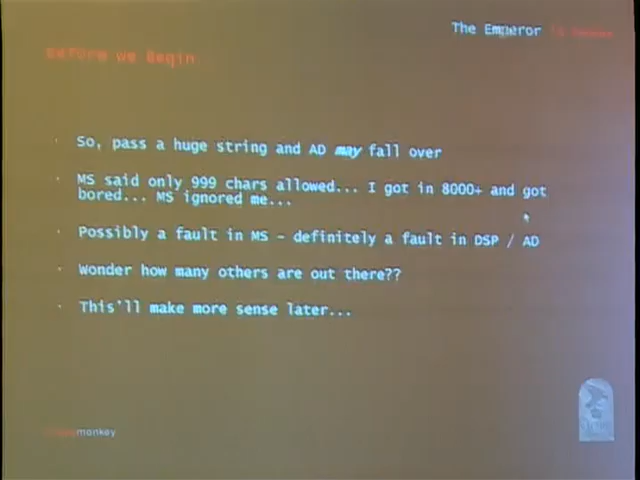 The Emperor
Before we Begin
So, pass a huge string and AD may fall over
MS said only 999 chars allowed... I got in 8000+ and got
bored... MS ignored me...
Possibly a fault in MS - definitely a fault in DSP / AD
Wonder how many others are out there??
This'll make more sense later...
monkey